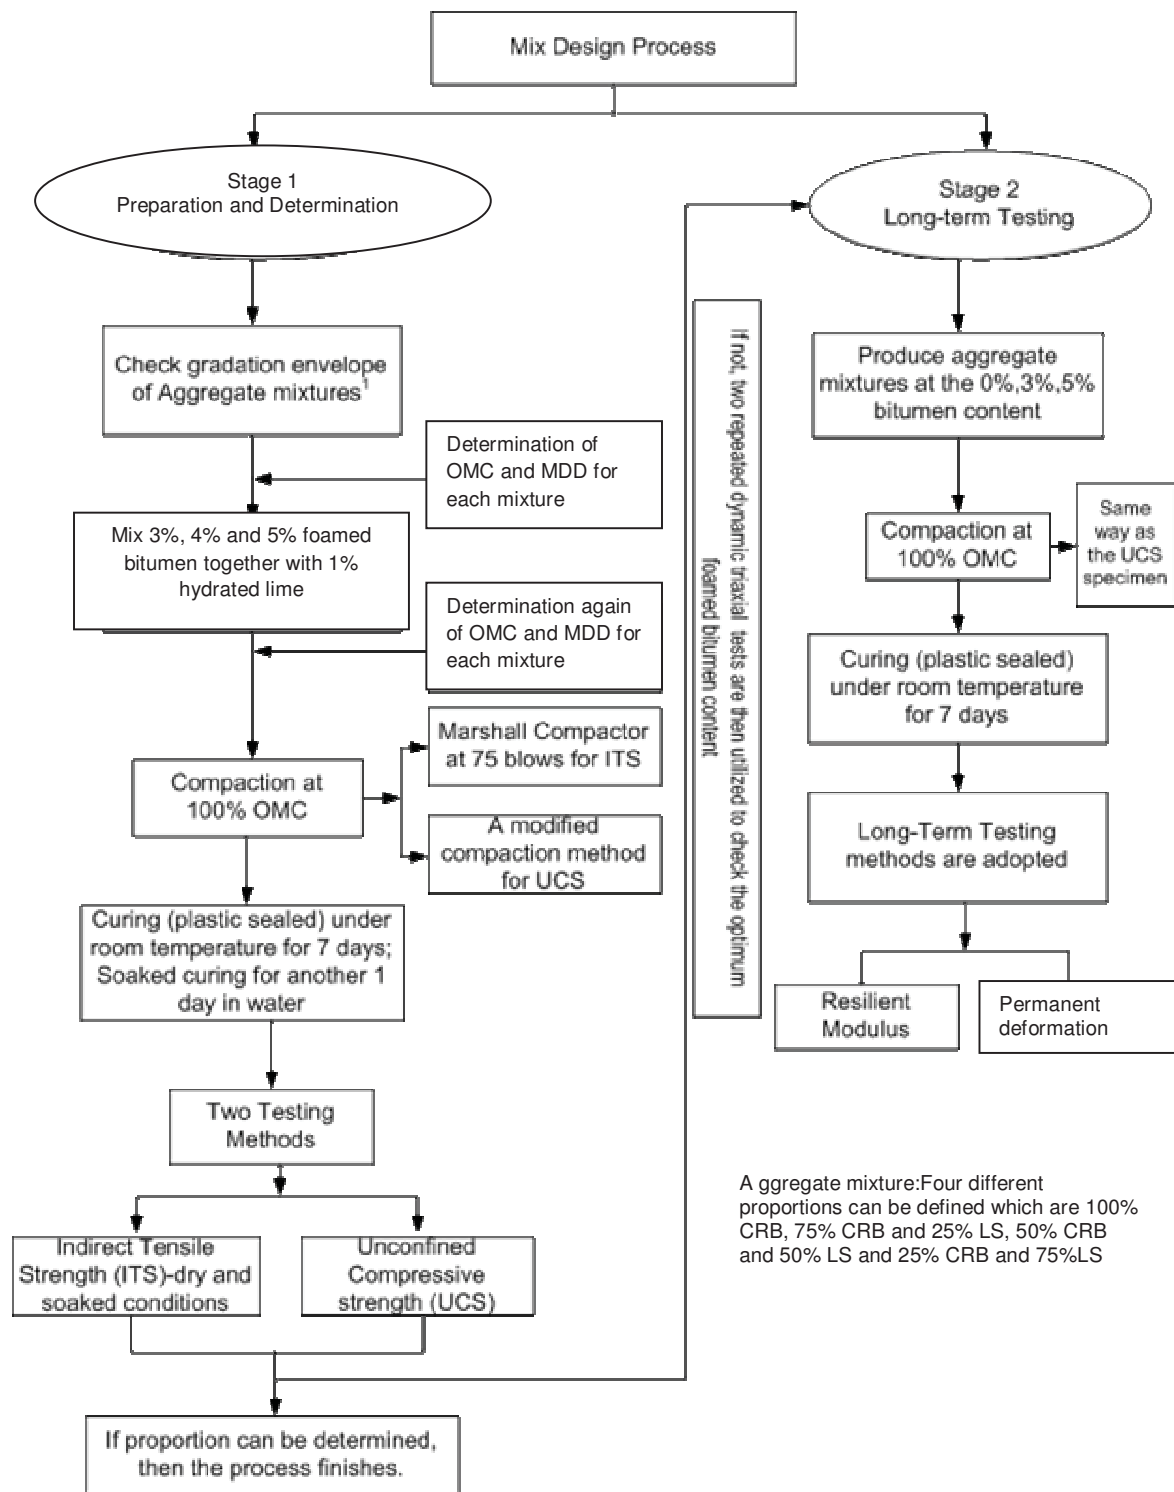 Mix Design Process
Stage 1
Preparation and Determination
Stage 2
Long-term Testing
Check gradation envelope
of Aggregate mixtures1
Determination of
OMC and MDD for
each mixture
Mix 3%, 4% and 5% foamed
bitumen together with 1%
hydrated lime
Determination again
of OMC and MDD for
each mixture
Marshall Compactor
at 75 blows for ITS
Compaction at
100% OMC
A modified
compaction method
for UCS
Curing (plastic sealed) under
room temperature for 7 days;
Soaked curing for another 1
day in water
Two Testing
Methods
Indirect Tensile
Strength (ITS)-dry and
soaked conditions
Unconfined
Compressive
strength (UCS)
If proportion can be determined,
then the process finishes.
If not, two repeated dynamic triaxial tests are then utilized to check the optimum
foamed bitumen content
Produce aggregate
mixtures at the 0%,3%,5%
bitumen content
Compaction at
100% OMC
Same
way as
the UCS
specimen
Curing (plastic sealed)
under room temperature
for 7 days
Long-Term Testing
methods are adopted
Resilient
Modulus
Permanent
deformation
A ggregate mixture:Four different
proportions can be defined which are 100%
CRB, 75% CRB and 25% LS, 50% CRB
and 50% LS and 25% CRB and 75%LS